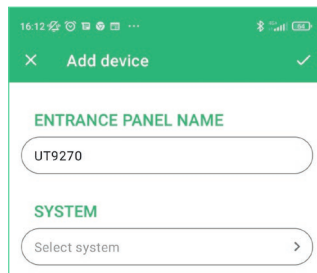 16:12
Add device
ENTRANCE PANEL NAME
UT9270
SYSTEM
Select system